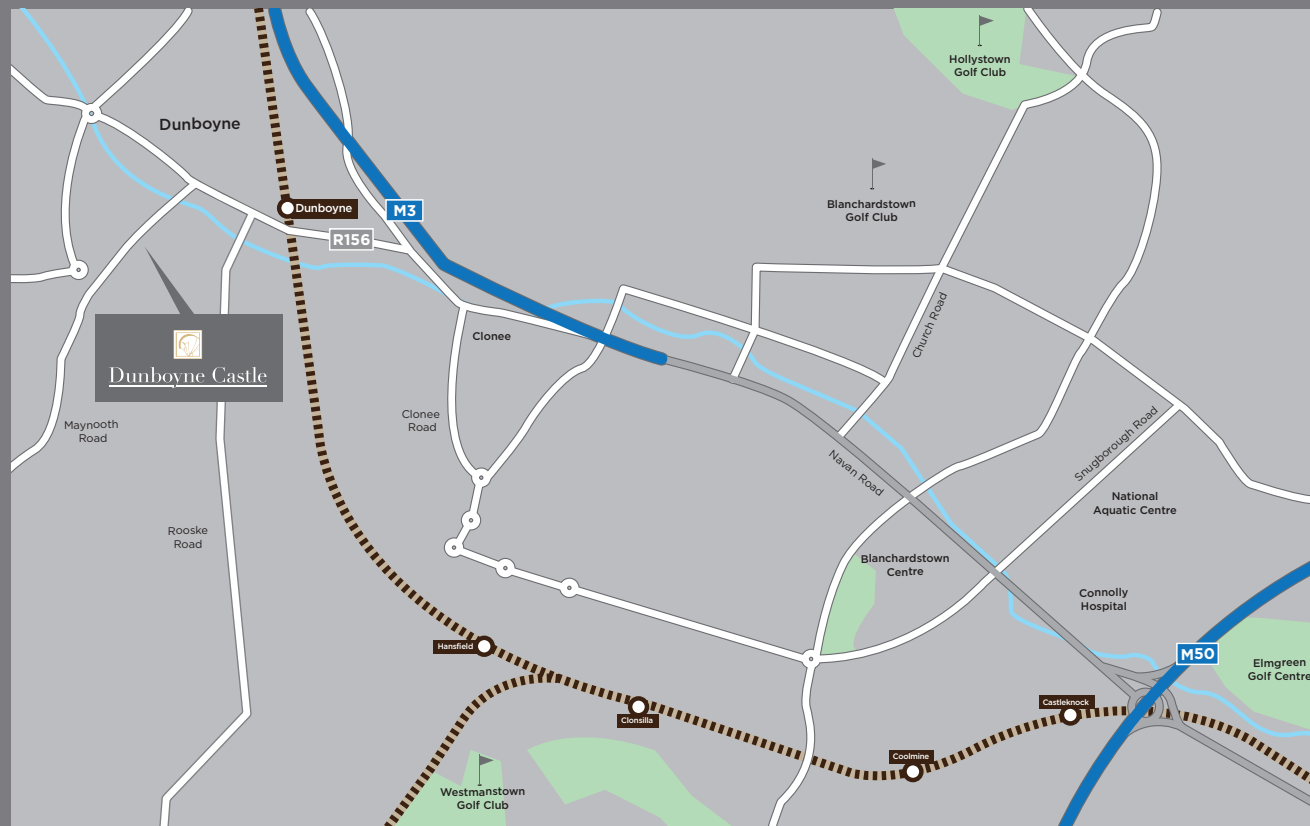 Hollystown
Golf Club
Dunboyne
Blanchardstown
Golf Club
Dunboyne
M3
R156
Church Road
Clonee
Dunboyne Castle
Clonee
Road
Maynooth
Road
Snugborough Road
Navan Road
National
Aquatic Centre
Rooske
Road
Blanchardstown
Centre
Connolly
Hospital
Hansfield
M50
Elmgreen
Golf Centre
Castleknock
Clonsilla
Coolmine
Westmanstown
Golf Club